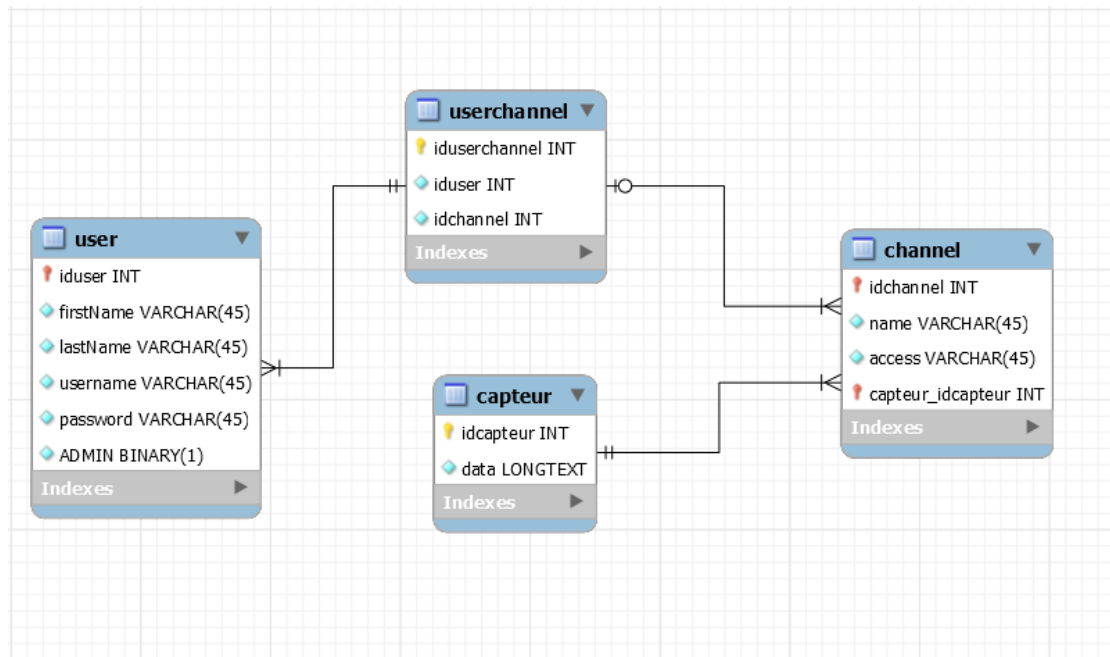 userchannel
iduserchannel INT
iduser INT
idchannel INT
Indexes
user
iduser INT
firstName VARCHAR(45)
lastName VARCHAR(45)
username VARCHAR(45)
password VARCHAR(45)
ADMIN BINARY(1)
Indexes
channel
idchannel INT
name VARCHAR(45)
access VARCHAR(45)
capteur_idcapteur INT
Indexes
capteur
idcapteur INT
data LONGTEXT
Indexes